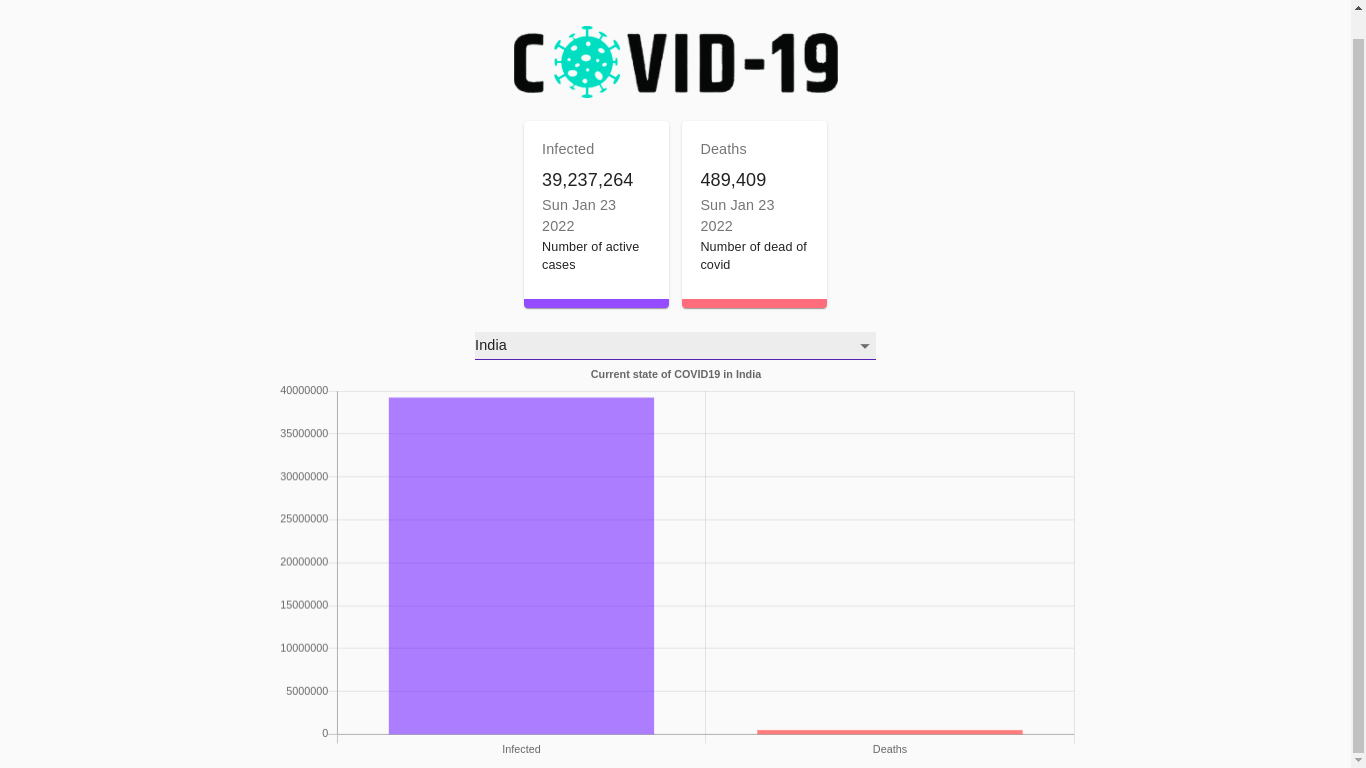 COVID-19
Infected
39,237,264
Sun Jan 23
2022
Number of active
cases
Deaths
489,409
Sun Jan 23
2022
Number of dead of
covid
India
Current state of COVID19 in India
40000000
35000000
30000000
25000000
20000000
15000000
10000000
5000000
0
Infected
Deaths